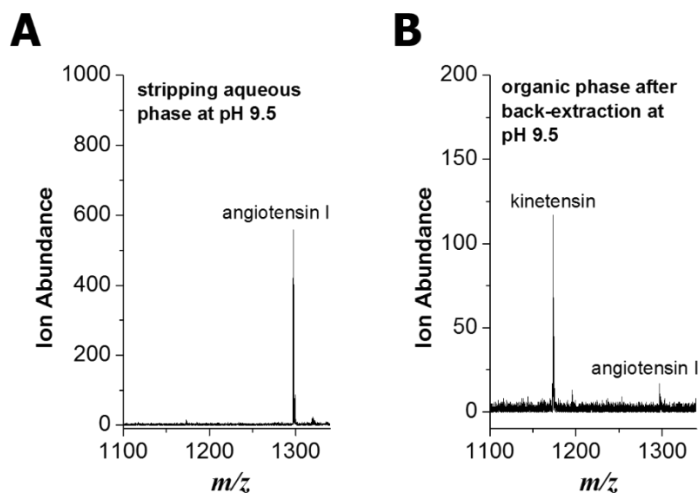 A
1000
800
600
400
200
0
1100
1200
1300
Ion Abundance
m/z
stripping aqueous
phase at pH 9.5
angiotensin I
B
200
150
100
50
0
1100
1200
1300
Ion Abundance
m/z
organic phase after
back-extraction at
pH 9.5
kinetensin
angiotensin I